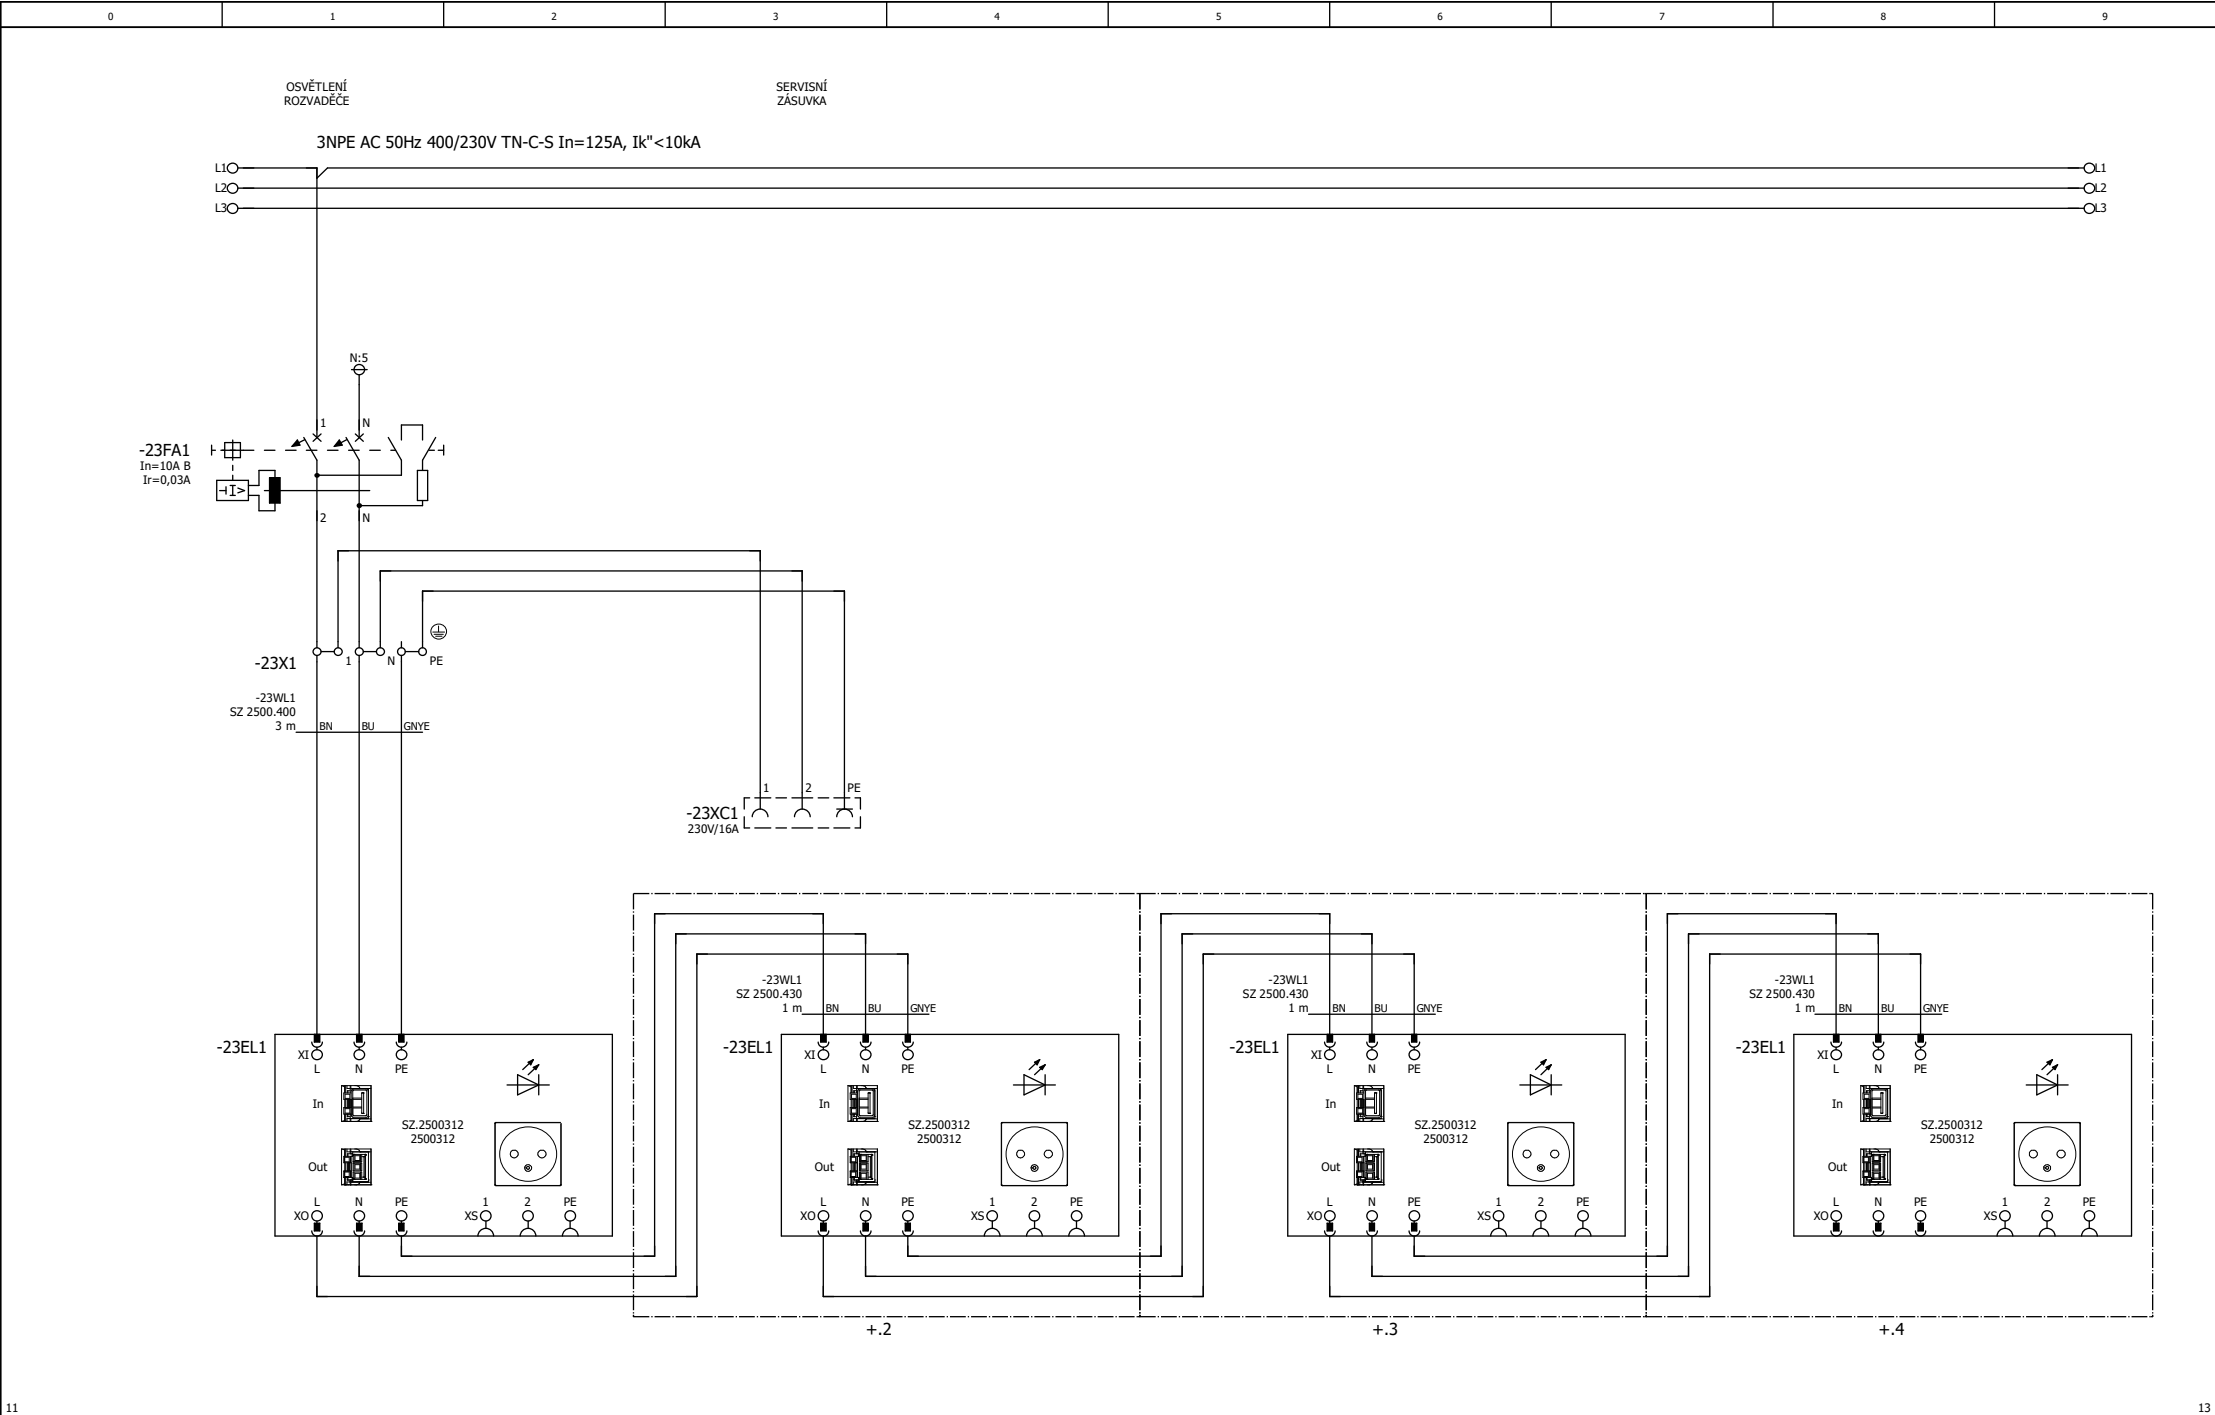 0 1 2 3 4 5 6 7 8 9
OSVĚTLENÍ
ROZVADĚČE
SERVISNÍ
ZÁSUVKA
3NPE AC 50Hz 400/230V TN-C-S In=125A, Ik"<10kA
L1 L1
L2 L2
L3 L3
N:5
1 N
-23FA1
In=10A B
Ir=0,03A
I>
2 N
-23X1 1 N PE
-23WL1
SZ 2500.400
3 m BN BU GNYE
1 2 PE
-23XC1
230V/16A
-23WL1 -23WL1 -23WL1
SZ 2500.430 SZ 2500.430 SZ 2500.430
1 m BN BU GNYE 1 m BN BU GNYE 1 m BN BU GNYE
-23EL1 -23EL1 -23EL1 -23EL1
XI XI XI XI
L N PE L N PE L N PE L N PE
In In In In
SZ.2500312 SZ.2500312 SZ.2500312 SZ.2500312
2500312 2500312 2500312 2500312
Out Out Out Out
L N PE 1 2 PE L N PE 1 2 PE L N PE 1 2 PE L N PE 1 2 PE
XO XS XO XS XO XS XO XS
+.2 +.3 +.4
11 13